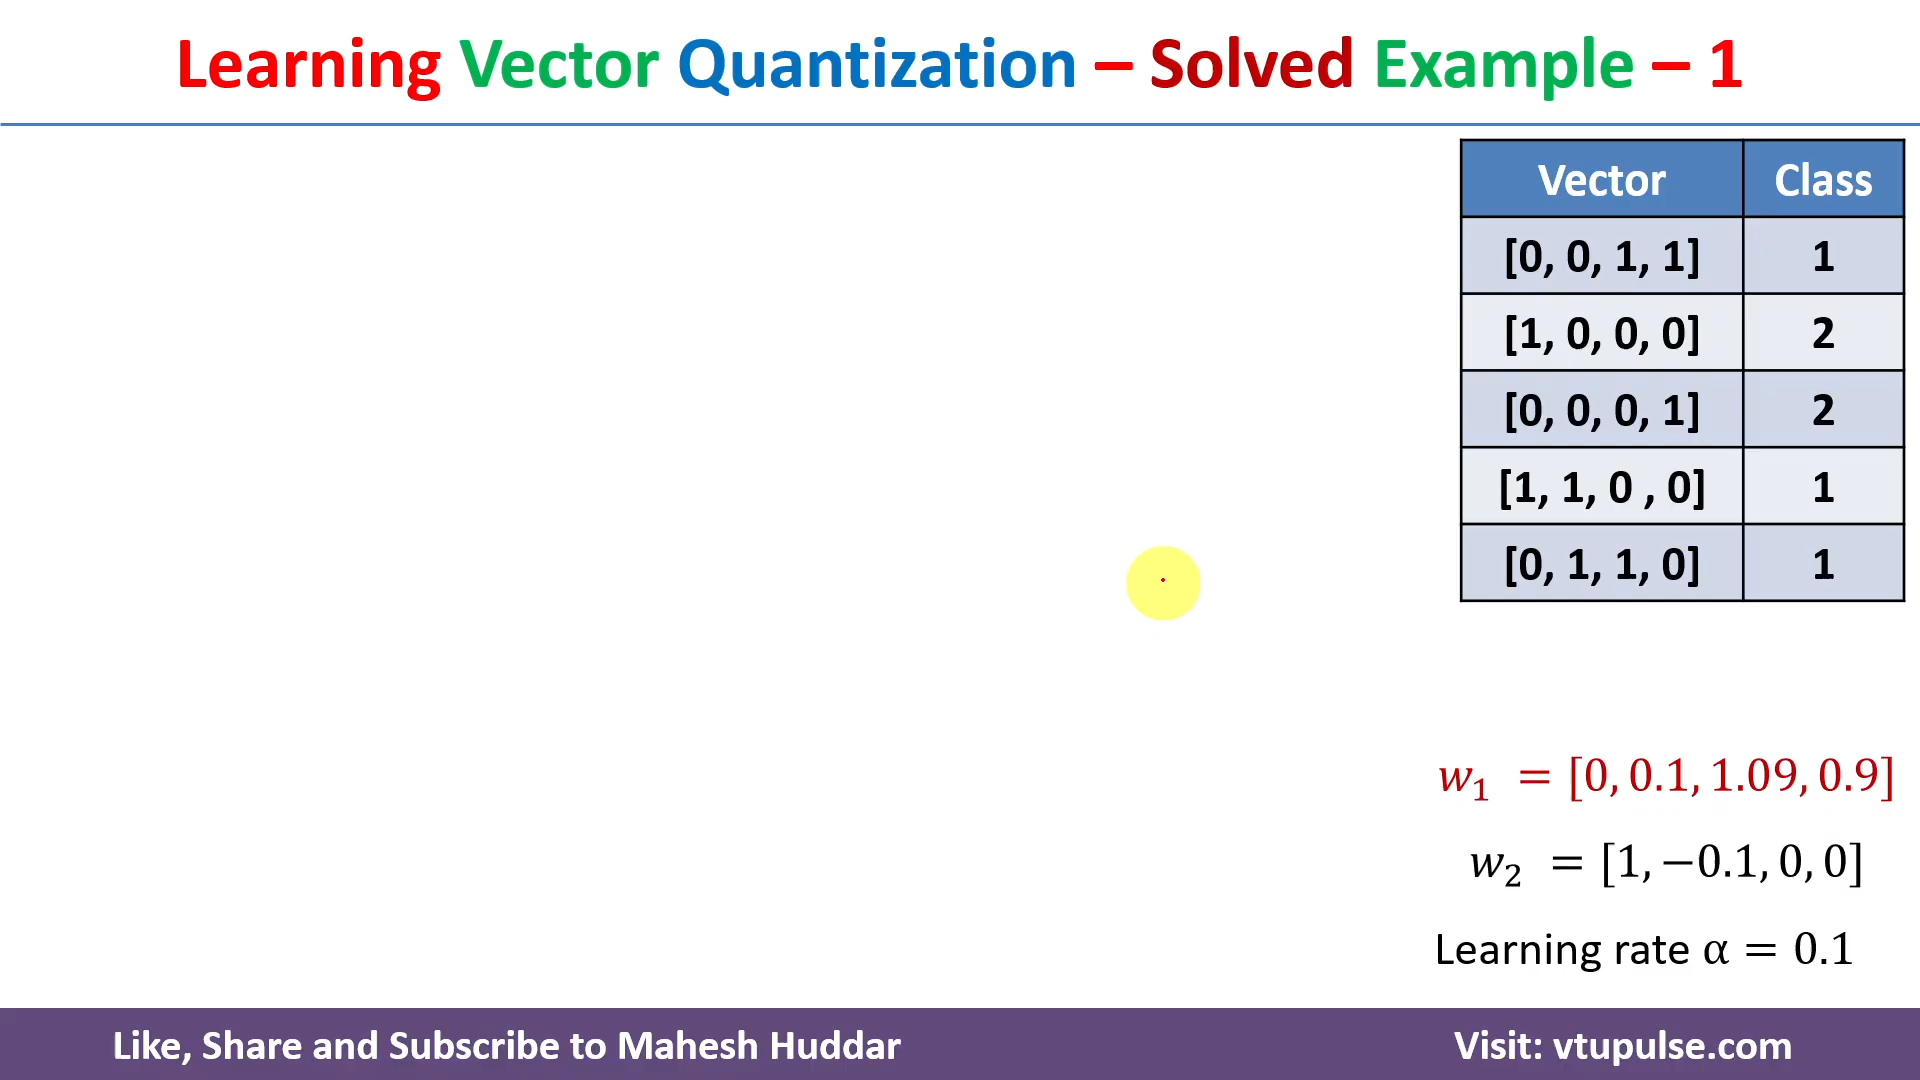 Learning Vector Quantization – Solved Example – 1
Vector Class
[0, 0, 1, 1] 1
[1, 0, 0, 0] 2
[0, 0, 0, 1] 2
[1, 1, 0 , 0] 1
[0, 1, 1, 0] 1
w₁ = [0, 0.1, 1.09, 0.9]
w₂ = [1, −0.1, 0, 0]
Learning rate α = 0.1
Like, Share and Subscribe to Mahesh Huddar
Visit: vtupulse.com